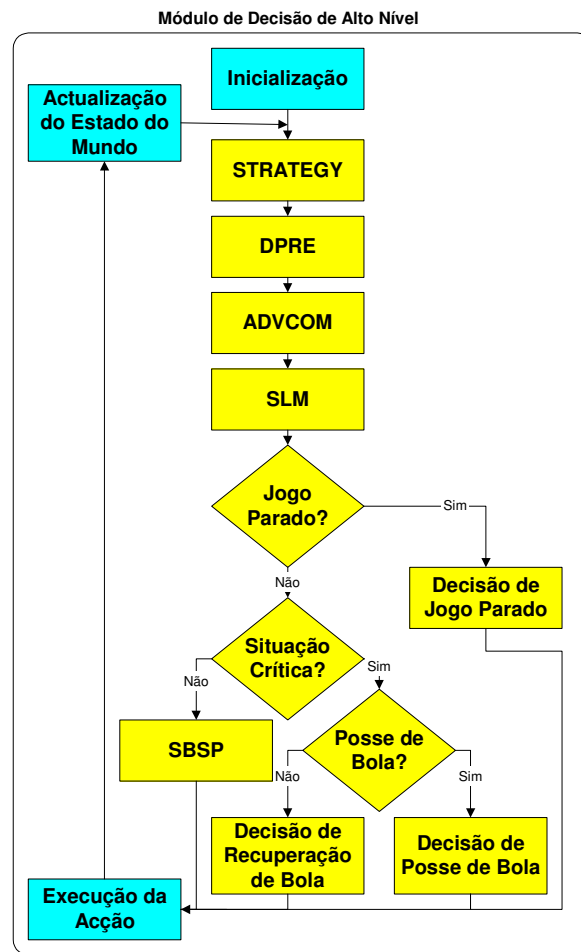 Módulo de Decisão de Alto Nível
Inicialização
Actualização
do Estado do
Mundo
STRATEGY
DPRE
ADVCOM
SLM
Jogo
Parado?
Sim
Não
Decisão de
Jogo Parado
Situação
Crítica?
Não
Sim
SBSP
Posse de
Bola?
Não
Sim
Decisão de
Recuperação
de Bola
Decisão de
Posse de Bola
Execução da
Acção